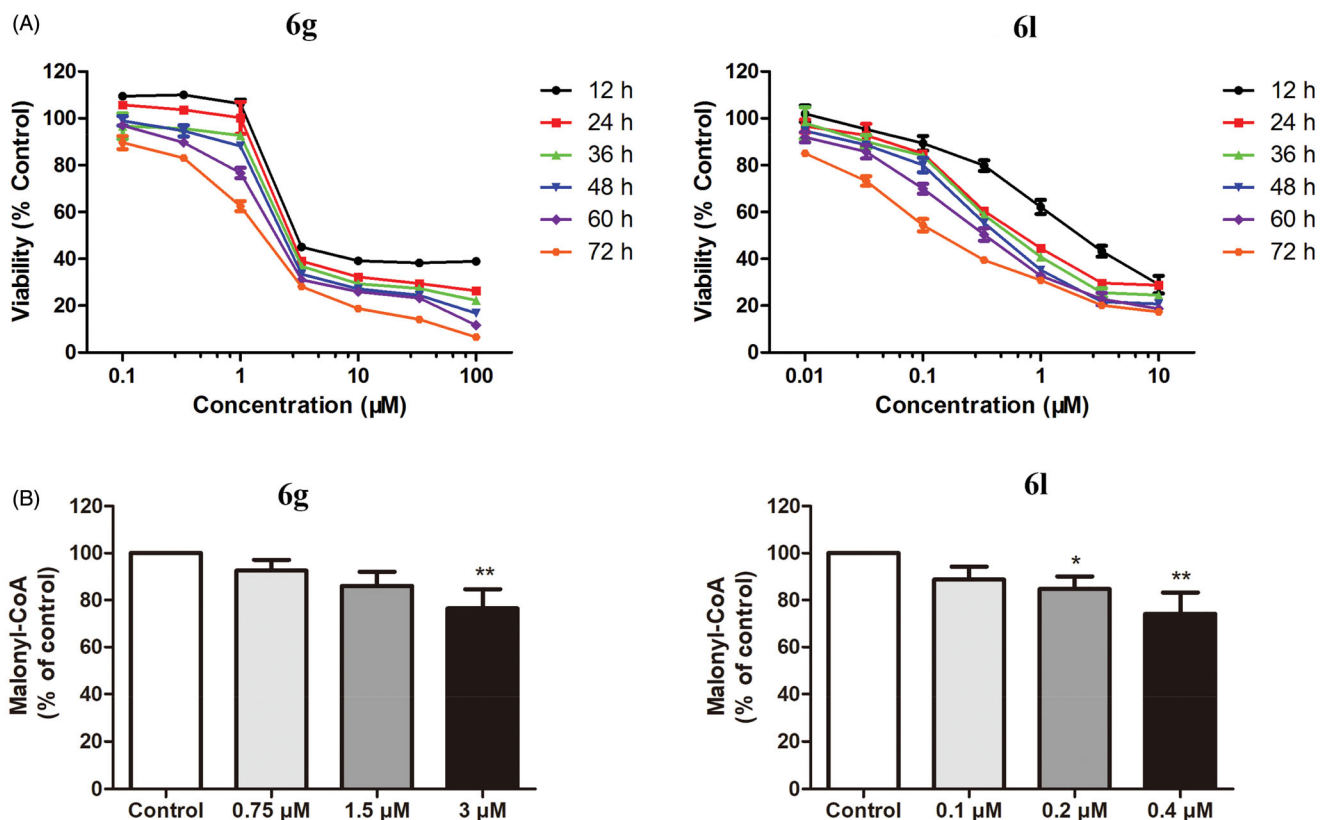 (A)
6g
120
100
80
60
40
20
0
Viability (% Control)
0.1 1 10 100
Concentration (μM)
12 h
24 h
36 h
48 h
60 h
72 h
6l
120
100
80
60
40
20
0
Viability (% Control)
0.01 0.1 1 10
Concentration (μM)
12 h
24 h
36 h
48 h
60 h
72 h
(B)
6g
120
100
80
60
40
20
0
Malonyl-CoA
(% of control)
**
Control 0.75 μM 1.5 μM 3 μM
6l
120
100
80
60
40
20
0
Malonyl-CoA
(% of control)
*
**
Control 0.1 μM 0.2 μM 0.4 μM